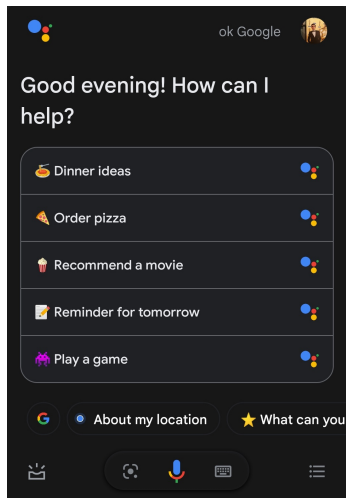 ok Google
Good evening! How can I
help?
Dinner ideas
Order pizza
Recommend a movie
Reminder for tomorrow
Play a game
About my location
What can you